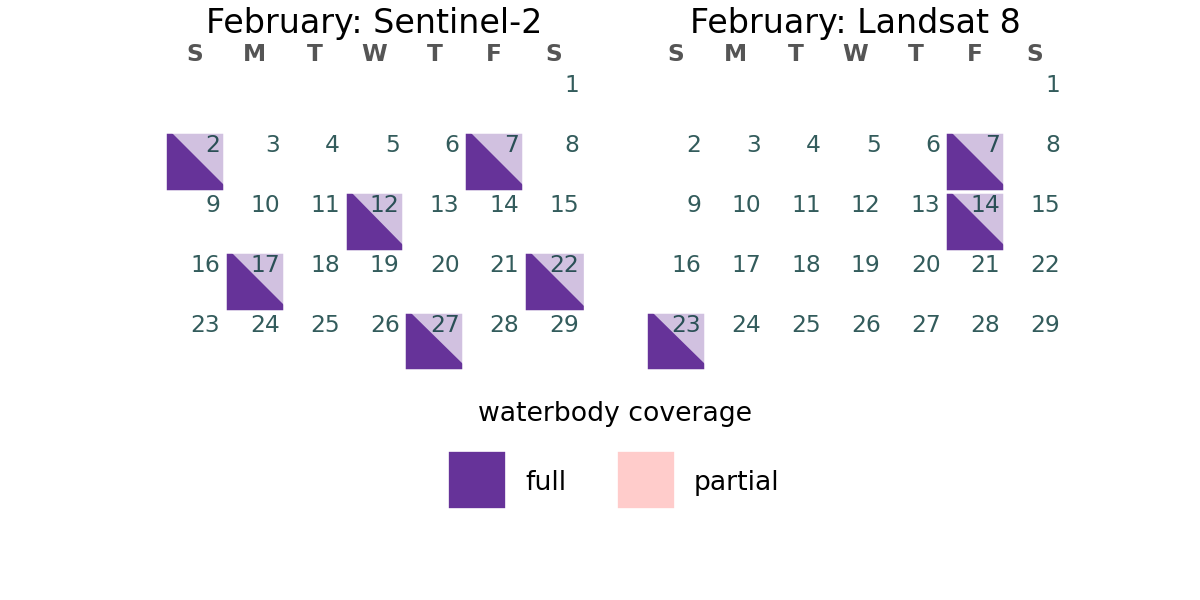 February: Sentinel-2
S M T W T F S
1
2 3 4 5 6 7 8
9 10 11 12 13 14 15
16 17 18 19 20 21 22
23 24 25 26 27 28 29
February: Landsat 8
S M T W T F S
1
2 3 4 5 6 7 8
9 10 11 12 13 14 15
16 17 18 19 20 21 22
23 24 25 26 27 28 29
waterbody coverage
full partial